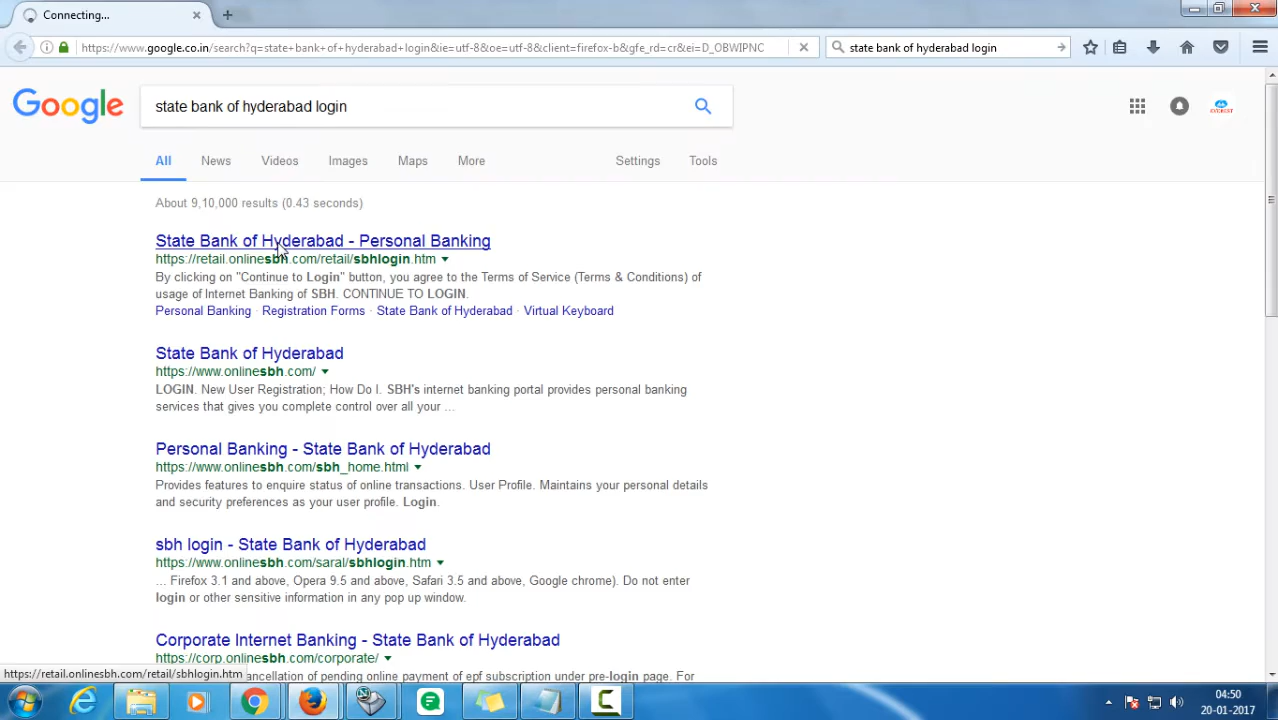 Connecting...
https://www.google.co.in/search?q=state+bank+of+hyderabad+login&ie=utf-8&oe=utf-8&client=firefox-b&gfe_rd=cr&ei=D_OBWIPNC
state bank of hyderabad login
Google
state bank of hyderabad login
All News Videos Images Maps More Settings Tools
About 9,10,000 results (0.43 seconds)
State Bank of Hyderabad - Personal Banking
https://retail.onlinesbh.com/retail/sbhlogin.htm
By clicking on "Continue to Login" button, you agree to the Terms of Service (Terms & Conditions) of
usage of Internet Banking of SBH. CONTINUE TO LOGIN.
Personal Banking · Registration Forms · State Bank of Hyderabad · Virtual Keyboard
State Bank of Hyderabad
https://www.onlinesbh.com/
LOGIN. New User Registration; How Do I. SBH's internet banking portal provides personal banking
services that gives you complete control over all your ...
Personal Banking - State Bank of Hyderabad
https://www.onlinesbh.com/sbh_home.html
Provides features to enquire status of online transactions. User Profile. Maintains your personal details
and security preferences as your user profile. Login.
sbh login - State Bank of Hyderabad
https://www.onlinesbh.com/saral/sbhlogin.htm
... Firefox 3.1 and above, Opera 9.5 and above, Safari 3.5 and above, Google chrome). Do not enter
login or other sensitive information in any pop up window.
Corporate Internet Banking - State Bank of Hyderabad
https://corp.onlinesbh.com/corporate/
ancellation of pending online payment of epf subscription under pre-login page. For
https://retail.onlinesbh.com/retail/sbhlogin.htm
04:50
20-01-2017